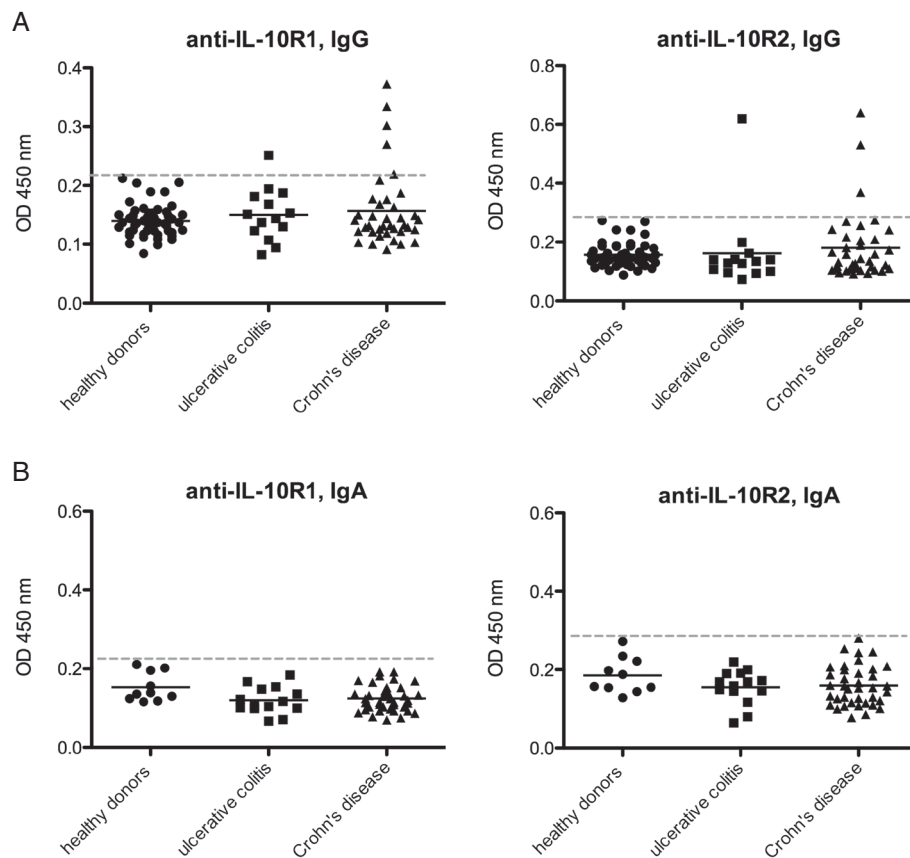 A
anti-IL-10R1, IgG
OD 450 nm
0.4
0.3
0.2
0.1
0.0
healthy donors
ulcerative colitis
Crohn's disease
anti-IL-10R2, IgG
OD 450 nm
0.8
0.6
0.4
0.2
0.0
healthy donors
ulcerative colitis
Crohn's disease
B
anti-IL-10R1, IgA
OD 450 nm
0.6
0.4
0.2
0.0
healthy donors
ulcerative colitis
Crohn's disease
anti-IL-10R2, IgA
OD 450 nm
0.6
0.4
0.2
0.0
healthy donors
ulcerative colitis
Crohn's disease